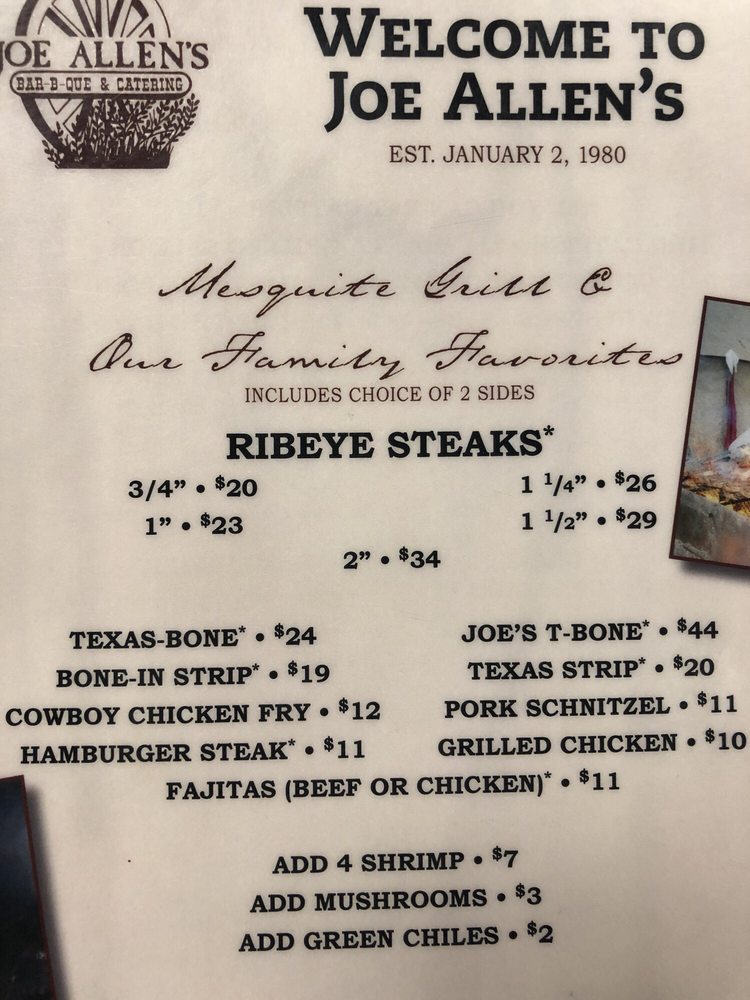 JOE ALLEN'S
BAR-B-QUE & CATERING
WELCOME TO
JOE ALLEN'S
EST. JANUARY 2, 1980
Mesquite Grill &
Our Family Favorites
INCLUDES CHOICE OF 2 SIDES
RIBEYE STEAKS*
3/4" • $20
1 1/4" • $26
1" • $23
1 1/2" • $29
2" • $34
TEXAS-BONE* • $24
JOE'S T-BONE* • $44
BONE-IN STRIP* • $19
TEXAS STRIP* • $20
COWBOY CHICKEN FRY • $12
PORK SCHNITZEL • $11
HAMBURGER STEAK* • $11
GRILLED CHICKEN • $10
FAJITAS (BEEF OR CHICKEN)* • $11
ADD 4 SHRIMP • $7
ADD MUSHROOMS • $3
ADD GREEN CHILES • $2